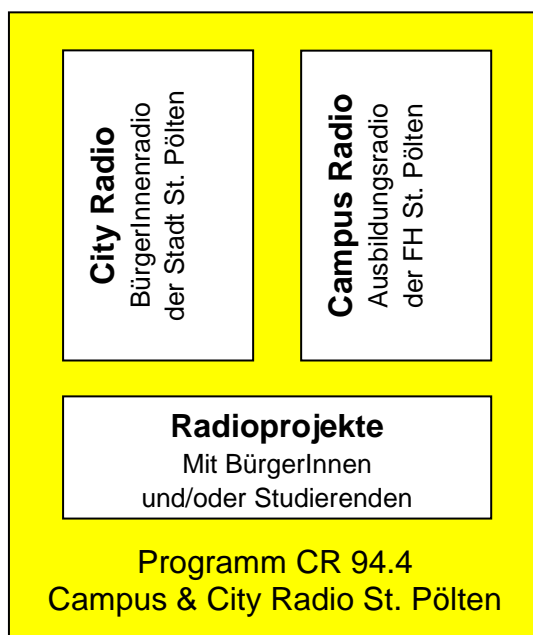 City Radio
BürgerInnenradio
der Stadt St. Pölten
Campus Radio
Ausbildungsradio
der FH St. Pölten
Radioprojekte
Mit BürgerInnen
und/oder Studierenden
Programm CR 94.4
Campus & City Radio St. Pölten